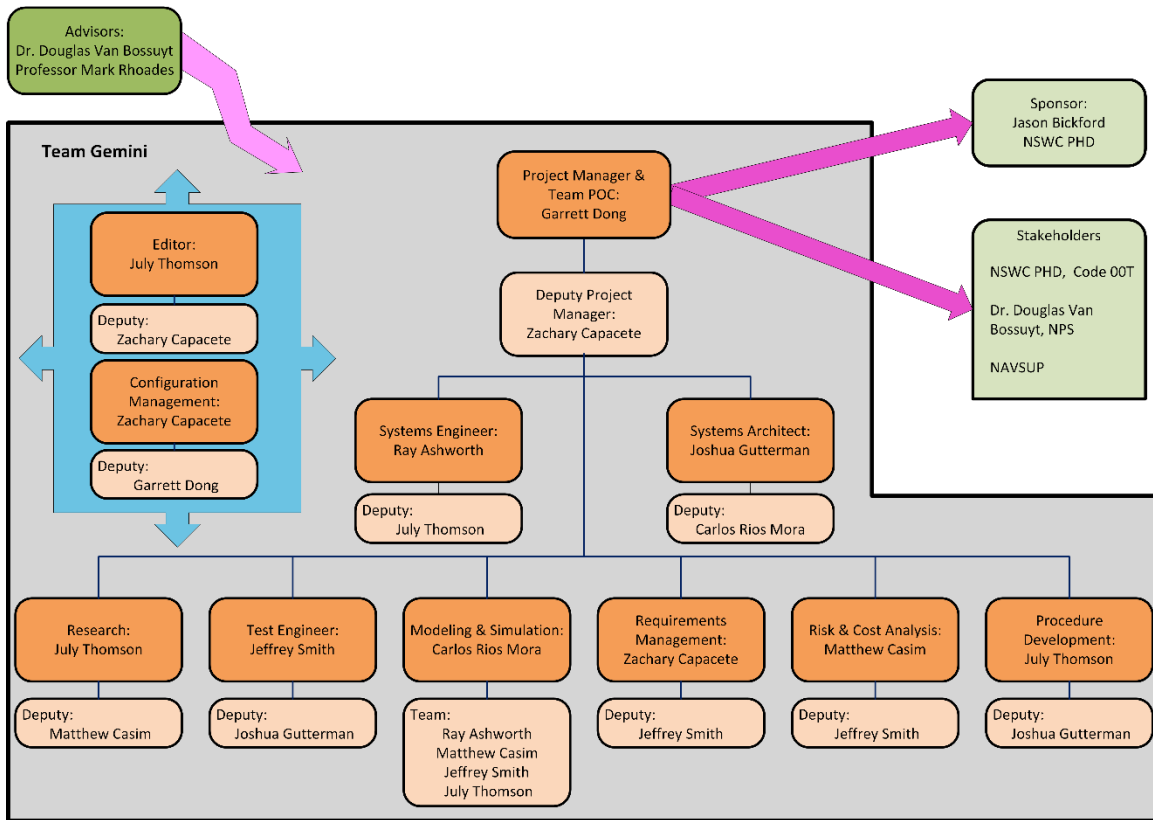 Advisors:
Dr. Douglas Van Bossuyt
Professor Mark Rhoades
Sponsor:
Jason Bickford
NSWC PHD
Team Gemini
Project Manager &
Team POC:
Garrett Dong
Stakeholders
NSWC PHD,  Code 00T
Dr. Douglas Van
Bossuyt, NPS
NAVSUP
Editor:
July Thomson
Deputy:
Zachary Capacete
Configuration
Management:
Zachary Capacete
Deputy:
Garrett Dong
Deputy Project
Manager:
Zachary Capacete
Systems Engineer:
Ray Ashworth
Deputy:
July Thomson
Systems Architect:
Joshua Gutterman
Deputy:
Carlos Rios Mora
Research:
July Thomson
Deputy:
Matthew Casim
Test Engineer:
Jeffrey Smith
Deputy:
Joshua Gutterman
Modeling & Simulation:
Carlos Rios Mora
Team:
Ray Ashworth
Matthew Casim
Jeffrey Smith
July Thomson
Requirements
Management:
Zachary Capacete
Deputy:
Jeffrey Smith
Risk & Cost Analysis:
Matthew Casim
Deputy:
Jeffrey Smith
Procedure
Development:
July Thomson
Deputy:
Joshua Gutterman